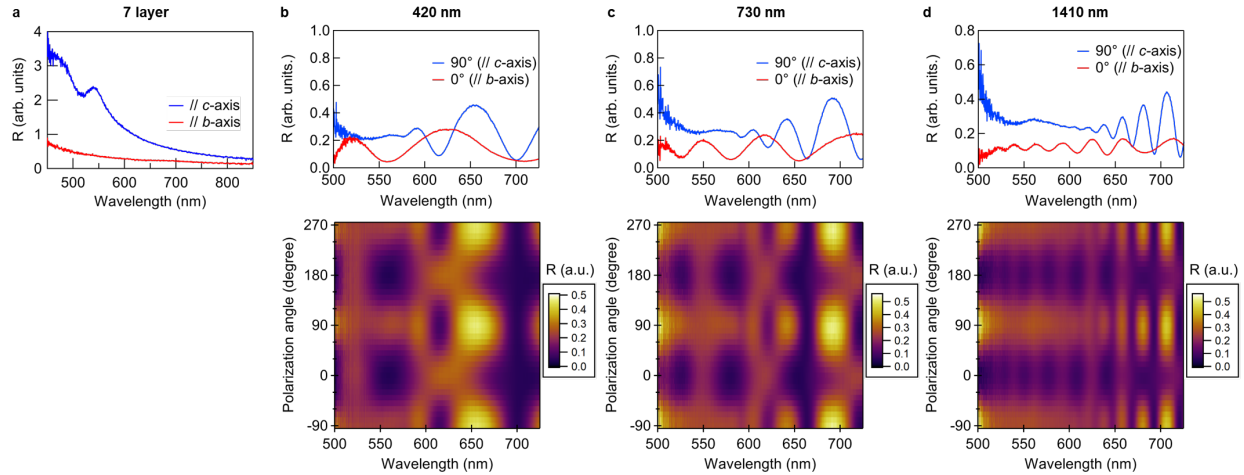 a
7 layer
R (arb. units.)
4
3
2
1
0
// c-axis
// b-axis
500
600
700
800
Wavelength (nm)
b
420 nm
R (arb. units.)
1.0
0.8
0.6
0.4
0.2
0.0
90° (// c-axis)
0° (// b-axis)
500
550
600
650
700
Wavelength (nm)
c
730 nm
R (arb. units.)
1.0
0.8
0.6
0.4
0.2
0.0
90° (// c-axis)
0° (// b-axis)
500
550
600
650
700
Wavelength (nm)
d
1410 nm
R (arb. units.)
0.8
0.6
0.4
0.2
0.0
90° (// c-axis)
0° (// b-axis)
500
550
600
650
700
Wavelength (nm)
Polarization angle (degree)
270
180
90
0
-90
500
550
600
650
700
Wavelength (nm)
R (a.u.)
0.5
0.4
0.3
0.2
0.1
0.0
Polarization angle (degree)
270
180
90
0
-90
500
550
600
650
700
Wavelength (nm)
R (a.u.)
0.5
0.4
0.3
0.2
0.1
0.0
Polarization angle (degree)
270
180
90
0
-90
500
550
600
650
700
Wavelength (nm)
R (a.u.)
0.5
0.4
0.3
0.2
0.1
0.0